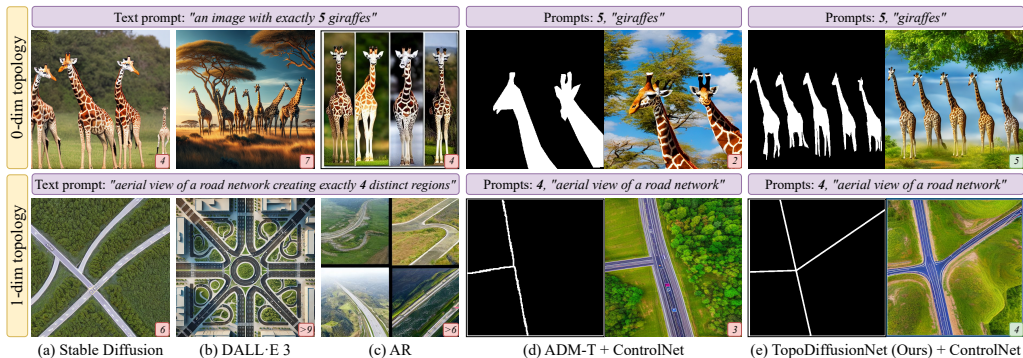 Text prompt: "an image with exactly 5 giraffes"
Prompts: 5, "giraffes"
Prompts: 5, "giraffes"
0-dim topology
4
7
4
2
5
Text prompt: "aerial view of a road network creating exactly 4 distinct regions"
Prompts: 4, "aerial view of a road network"
Prompts: 4, "aerial view of a road network"
1-dim topology
6
>9
>6
3
4
(a) Stable Diffusion
(b) DALL·E 3
(c) AR
(d) ADM-T + ControlNet
(e) TopoDiffusionNet (Ours) + ControlNet